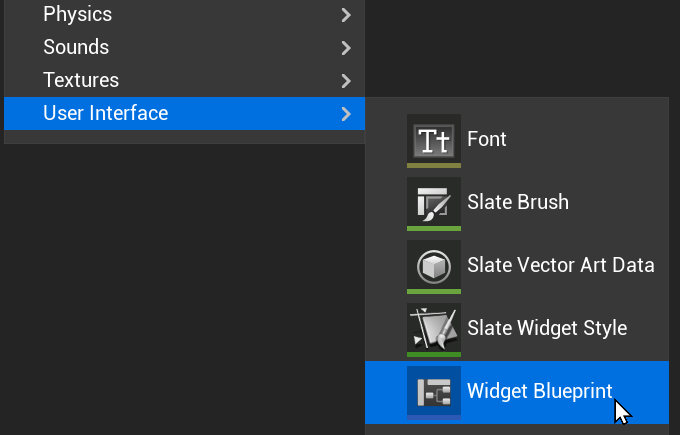 Physics
Sounds
Textures
User Interface
Font
Slate Brush
Slate Vector Art Data
Slate Widget Style
Widget Blueprint